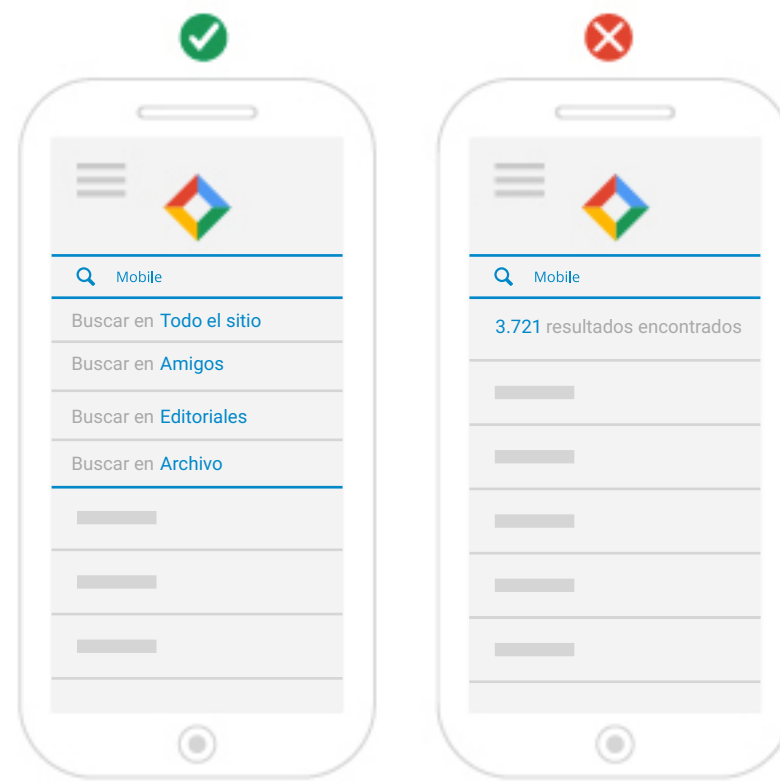 Mobile
Buscar en Todo el sitio
Buscar en Amigos
Buscar en Editoriales
Buscar en Archivo
Mobile
3.721 resultados encontrados